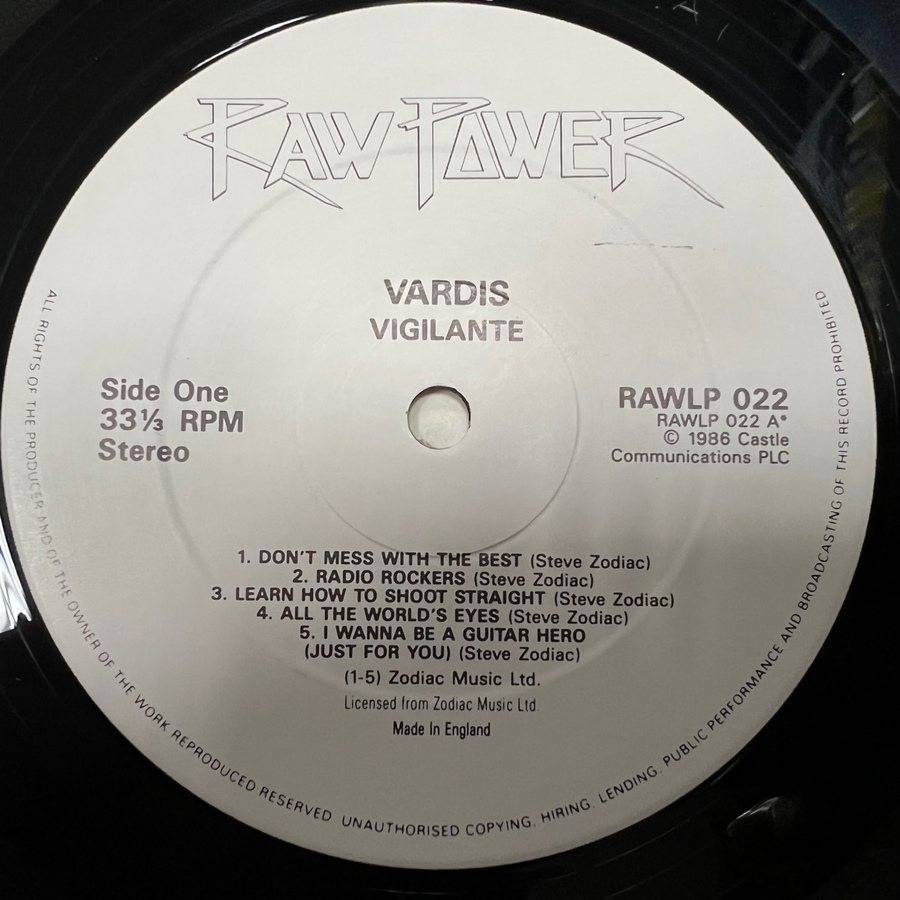 RAW POWER
VARDIS
VIGILANTE
Side One
33⅓ RPM
Stereo
RAWLP 022
RAWLP 022 A*
© 1986 Castle
Communications PLC
1. DON'T MESS WITH THE BEST (Steve Zodiac)
2. RADIO ROCKERS (Steve Zodiac)
3. LEARN HOW TO SHOOT STRAIGHT (Steve Zodiac)
4. ALL THE WORLD'S EYES (Steve Zodiac)
5. I WANNA BE A GUITAR HERO
(JUST FOR YOU) (Steve Zodiac)
(1-5) Zodiac Music Ltd.
Licensed from Zodiac Music Ltd
Made In England
ALL RIGHTS OF THE PRODUCER AND OF THE OWNER OF THE WORK REPRODUCED RESERVED UNAUTHORISED COPYING. HIRING. LENDING. PUBLIC PERFORMANCE AND BROADCASTING OF THIS RECORD PROHIBITED